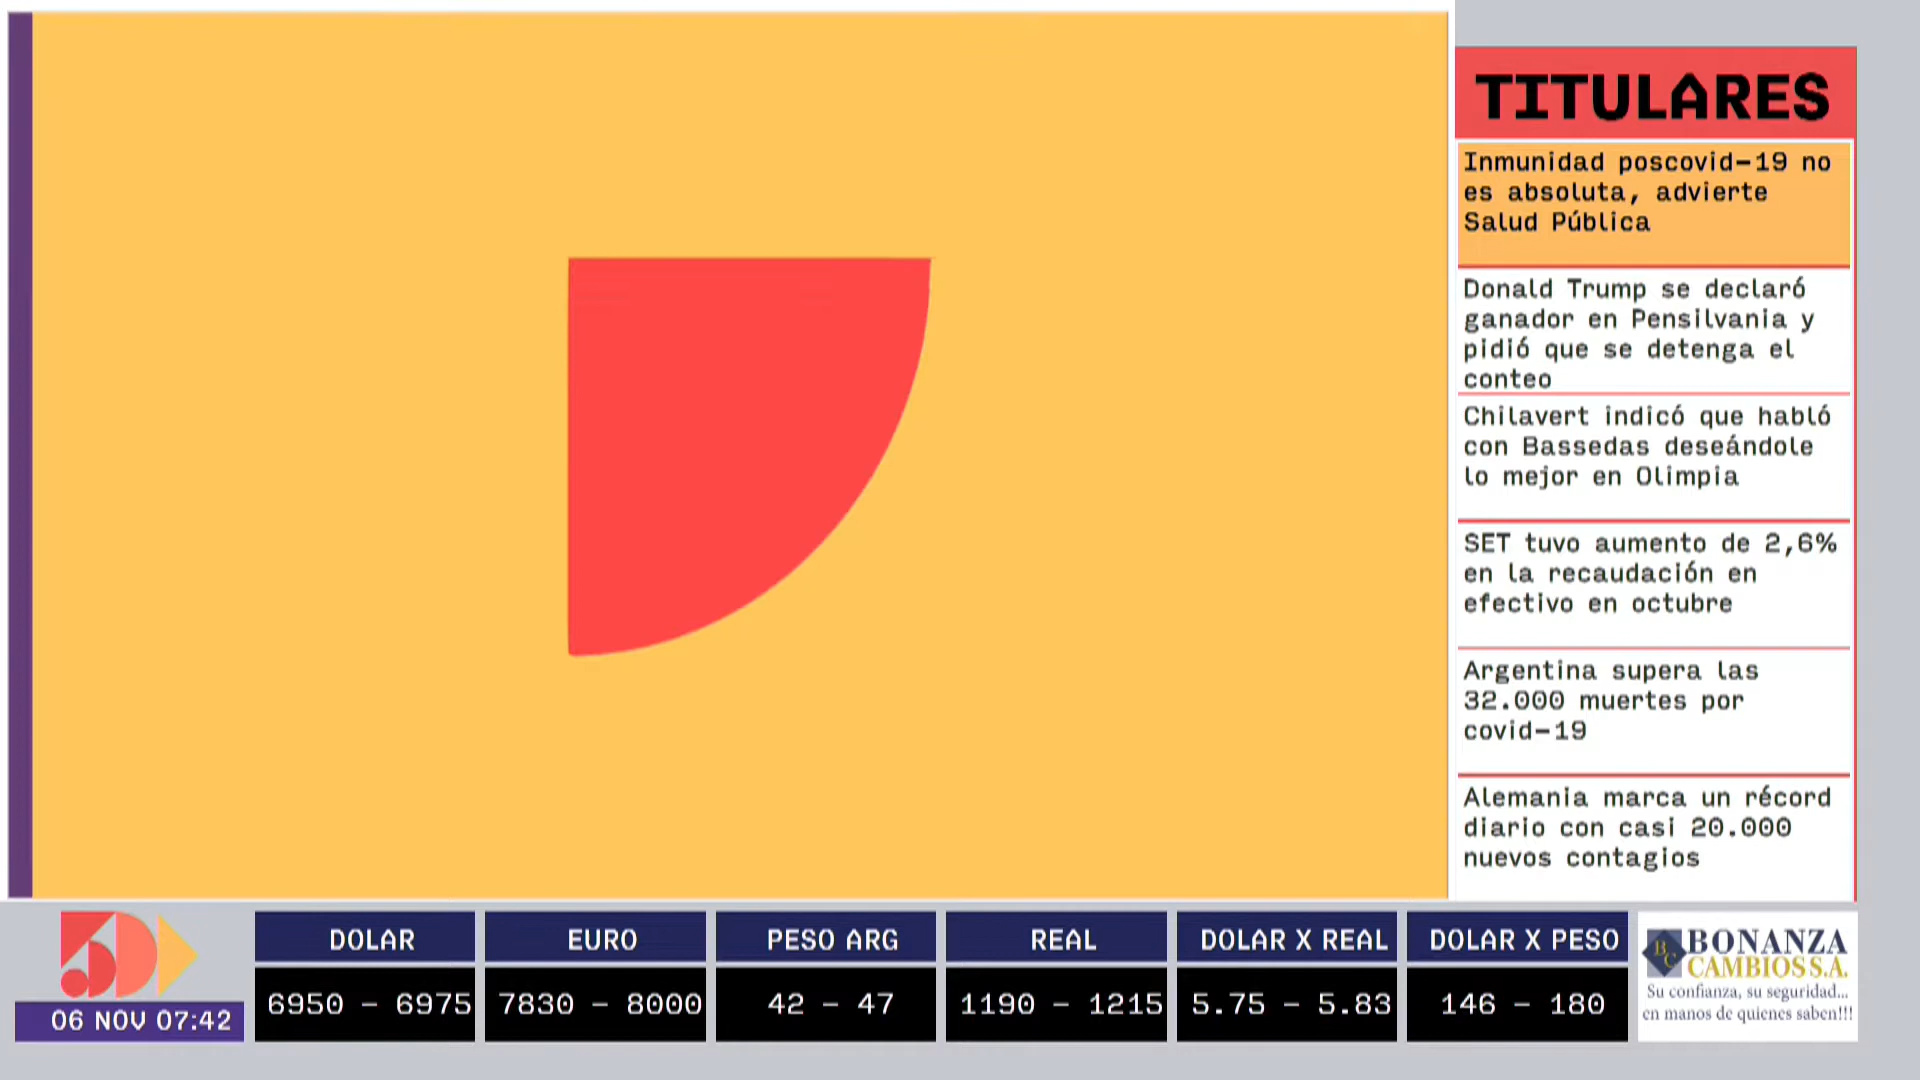 TITULARES
Inmunidad poscovid-19 no
es absoluta, advierte
Salud Pública
Donald Trump se declaró
ganador en Pensilvania y
pidió que se detenga el
conteo
Chilavert indicó que habló
con Bassedas deseándole
lo mejor en Olimpia
SET tuvo aumento de 2,6%
en la recaudación en
efectivo en octubre
Argentina supera las
32.000 muertes por
covid-19
Alemania marca un récord
diario con casi 20.000
nuevos contagios
5D
06 NOV 07:42
DOLAR
6950 - 6975
EURO
7830 - 8000
PESO ARG
42 - 47
REAL
1190 - 1215
DOLAR X REAL
5.75 - 5.83
DOLAR X PESO
146 - 180
BC
BONANZA
CAMBIOS S.A.
Su confianza, su seguridad...
en manos de quienes saben!!!